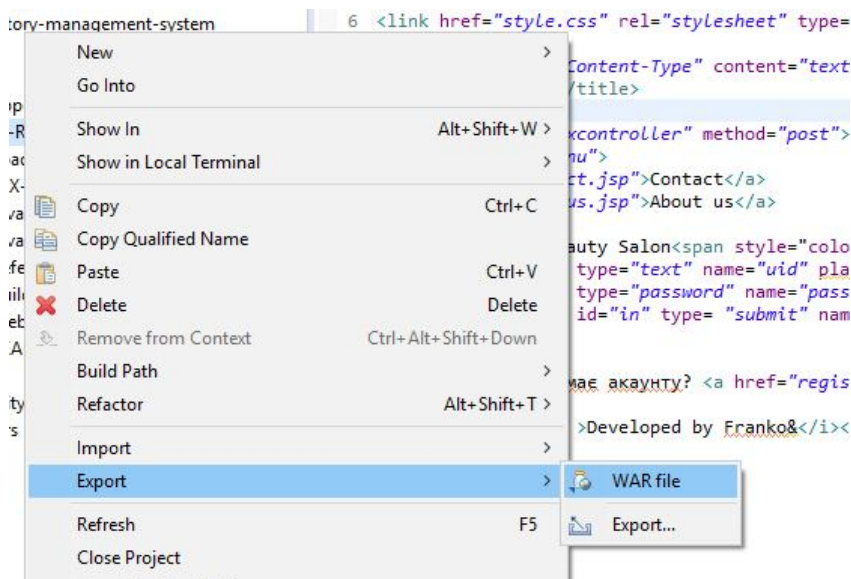 tory-management-system
6 <link href="style.css" rel="stylesheet" type=
New
Content-Type" content="text
Go Into
/title>
Show In Alt+Shift+W >
xcontroller" method="post">
Show in Local Terminal >
nu">
ct.jsp">Contact</a>
Copy Ctrl+C
us.jsp">About us</a>
Copy Qualified Name
auty Salon<span style="colo
Paste Ctrl+V
type="text" name="uid" pla
type="password" name="pass
Delete Delete
id="in" type= "submit" nam
Remove from Context Ctrl+Alt+Shift+Down
Build Path >
має акаунту? <a href="regis
Refactor Alt+Shift+T >
>Developed by Franko&</i><
Import >
Export >
WAR file
Refresh F5
Export...
Close Project